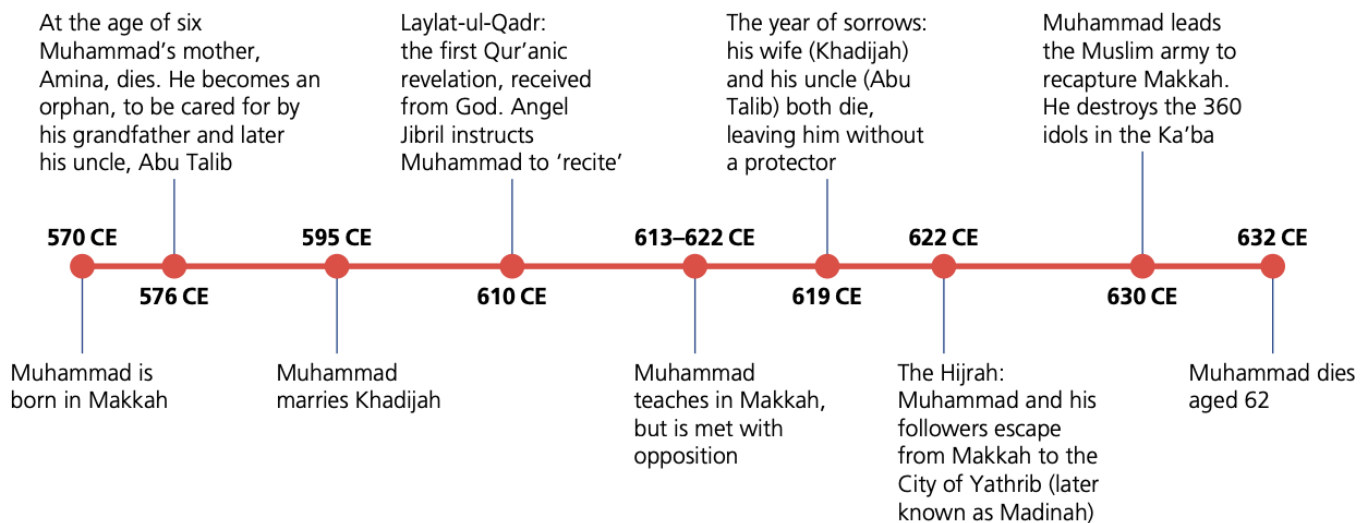 At the age of six
Muhammad’s mother,
Amina, dies. He becomes an
orphan, to be cared for by
his grandfather and later
his uncle, Abu Talib
Laylat-ul-Qadr:
the first Qur’anic
revelation, received
from God. Angel
Jibril instructs
Muhammad to ‘recite’
The year of sorrows:
his wife (Khadijah)
and his uncle (Abu
Talib) both die,
leaving him without
a protector
Muhammad leads
the Muslim army to
recapture Makkah.
He destroys the 360
idols in the Ka’ba
570 CE
576 CE
595 CE
610 CE
613–622 CE
619 CE
622 CE
630 CE
632 CE
Muhammad is
born in Makkah
Muhammad
marries Khadijah
Muhammad
teaches in Makkah,
but is met with
opposition
The Hijrah:
Muhammad and his
followers escape
from Makkah to the
City of Yathrib (later
known as Madinah)
Muhammad dies
aged 62